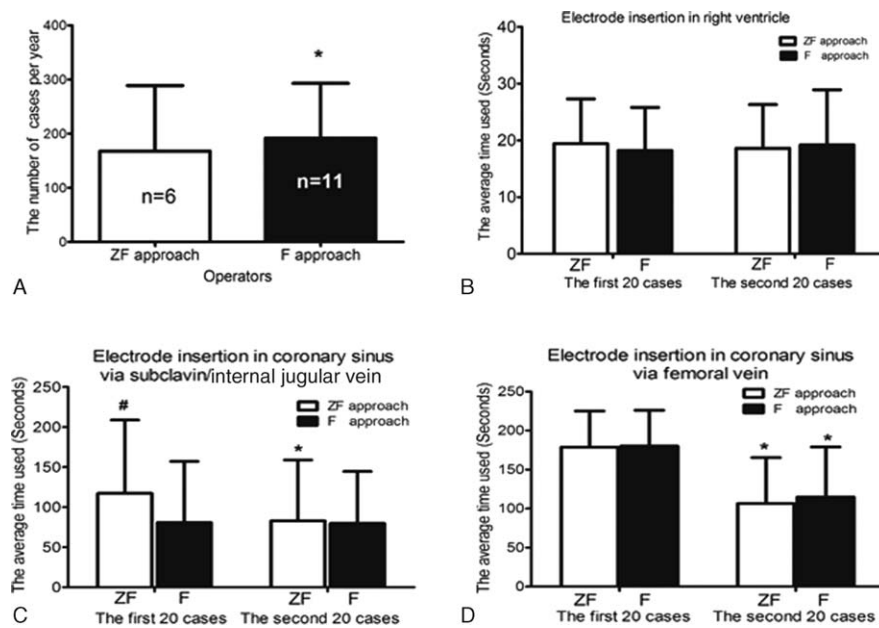 The number of cases per year
400
300
200
100
0
*
n=6
n=11
ZF approach
F approach
Operators
A
Electrode insertion in right ventricle
ZF approach
F approach
The average time used (Seconds)
40
30
20
10
0
ZF F ZF F
The first 20 cases The second 20 cases
B
Electrode insertion in coronary sinus
via subclavin/internal jugular vein
ZF approach
F approach
The average time used (Seconds)
250
200
150
100
50
0
#
*
ZF F ZF F
The first 20 cases The second 20 cases
C
Electrode insertion in coronary sinus
via femoral vein
ZF approach
F approach
The average time used (Seconds)
250
200
150
100
50
0
* *
ZF F ZF F
The first 20 cases The second 20 cases
D